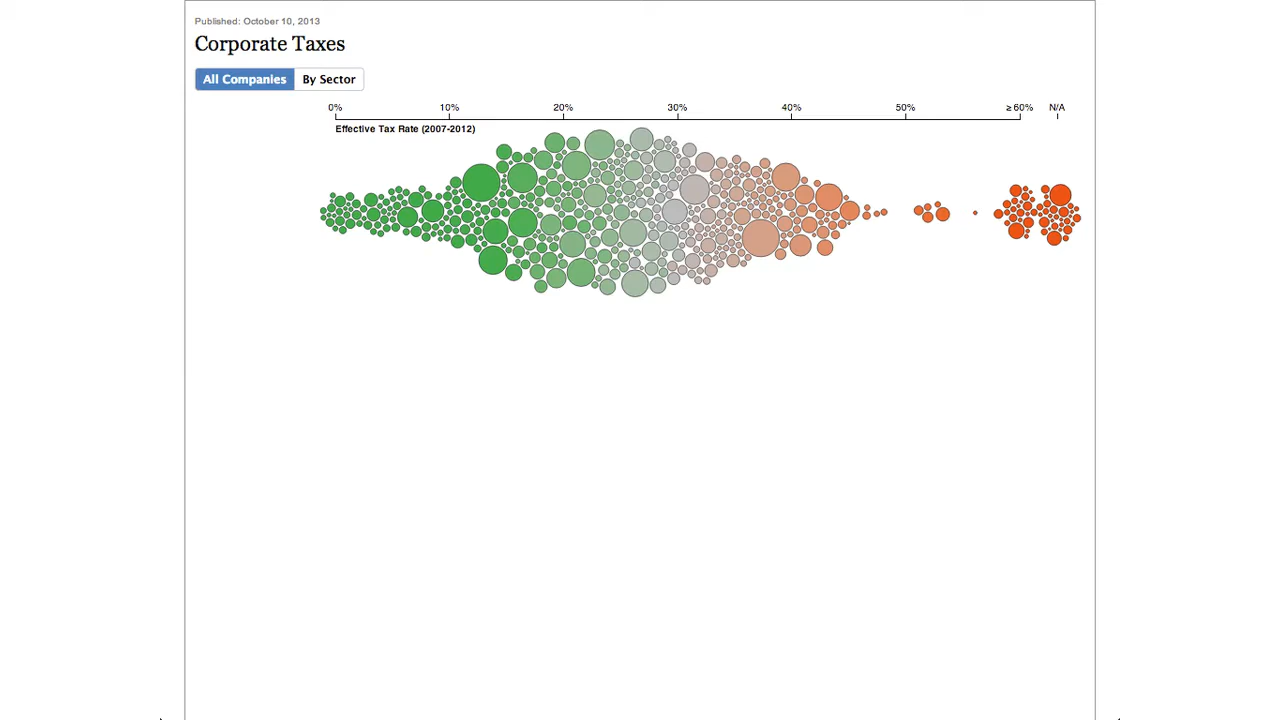 Published: October 10, 2013
Corporate Taxes
All Companies By Sector
0% 10% 20% 30% 40% 50% ≥60% N/A
Effective Tax Rate (2007-2012)